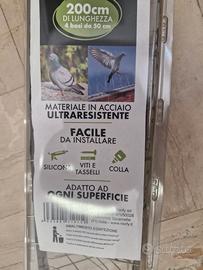 200cm
DI LUNGHEZZA
4 basi da 50 cm
MATERIALE IN ACCIAIO
ULTRARESISTENTE
FACILE
DA INSTALLARE
SILICONE
VITI E
TASSELLI
COLLA
ADATTO AD
OGNI SUPERFICIE